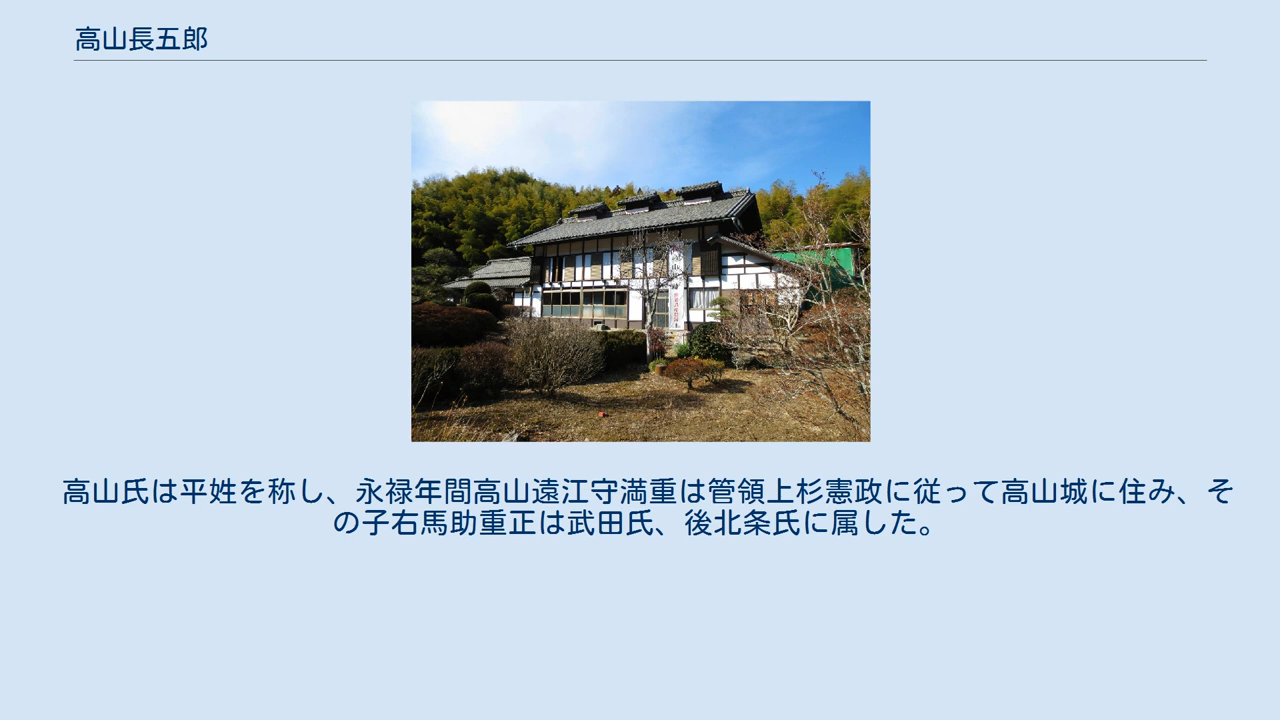 高山長五郎
高山氏は平姓を称し、永禄年間高山遠江守満重は管領上杉憲政に従って高山城に住み、そ
の子右馬助重正は武田氏、後北条氏に属した。